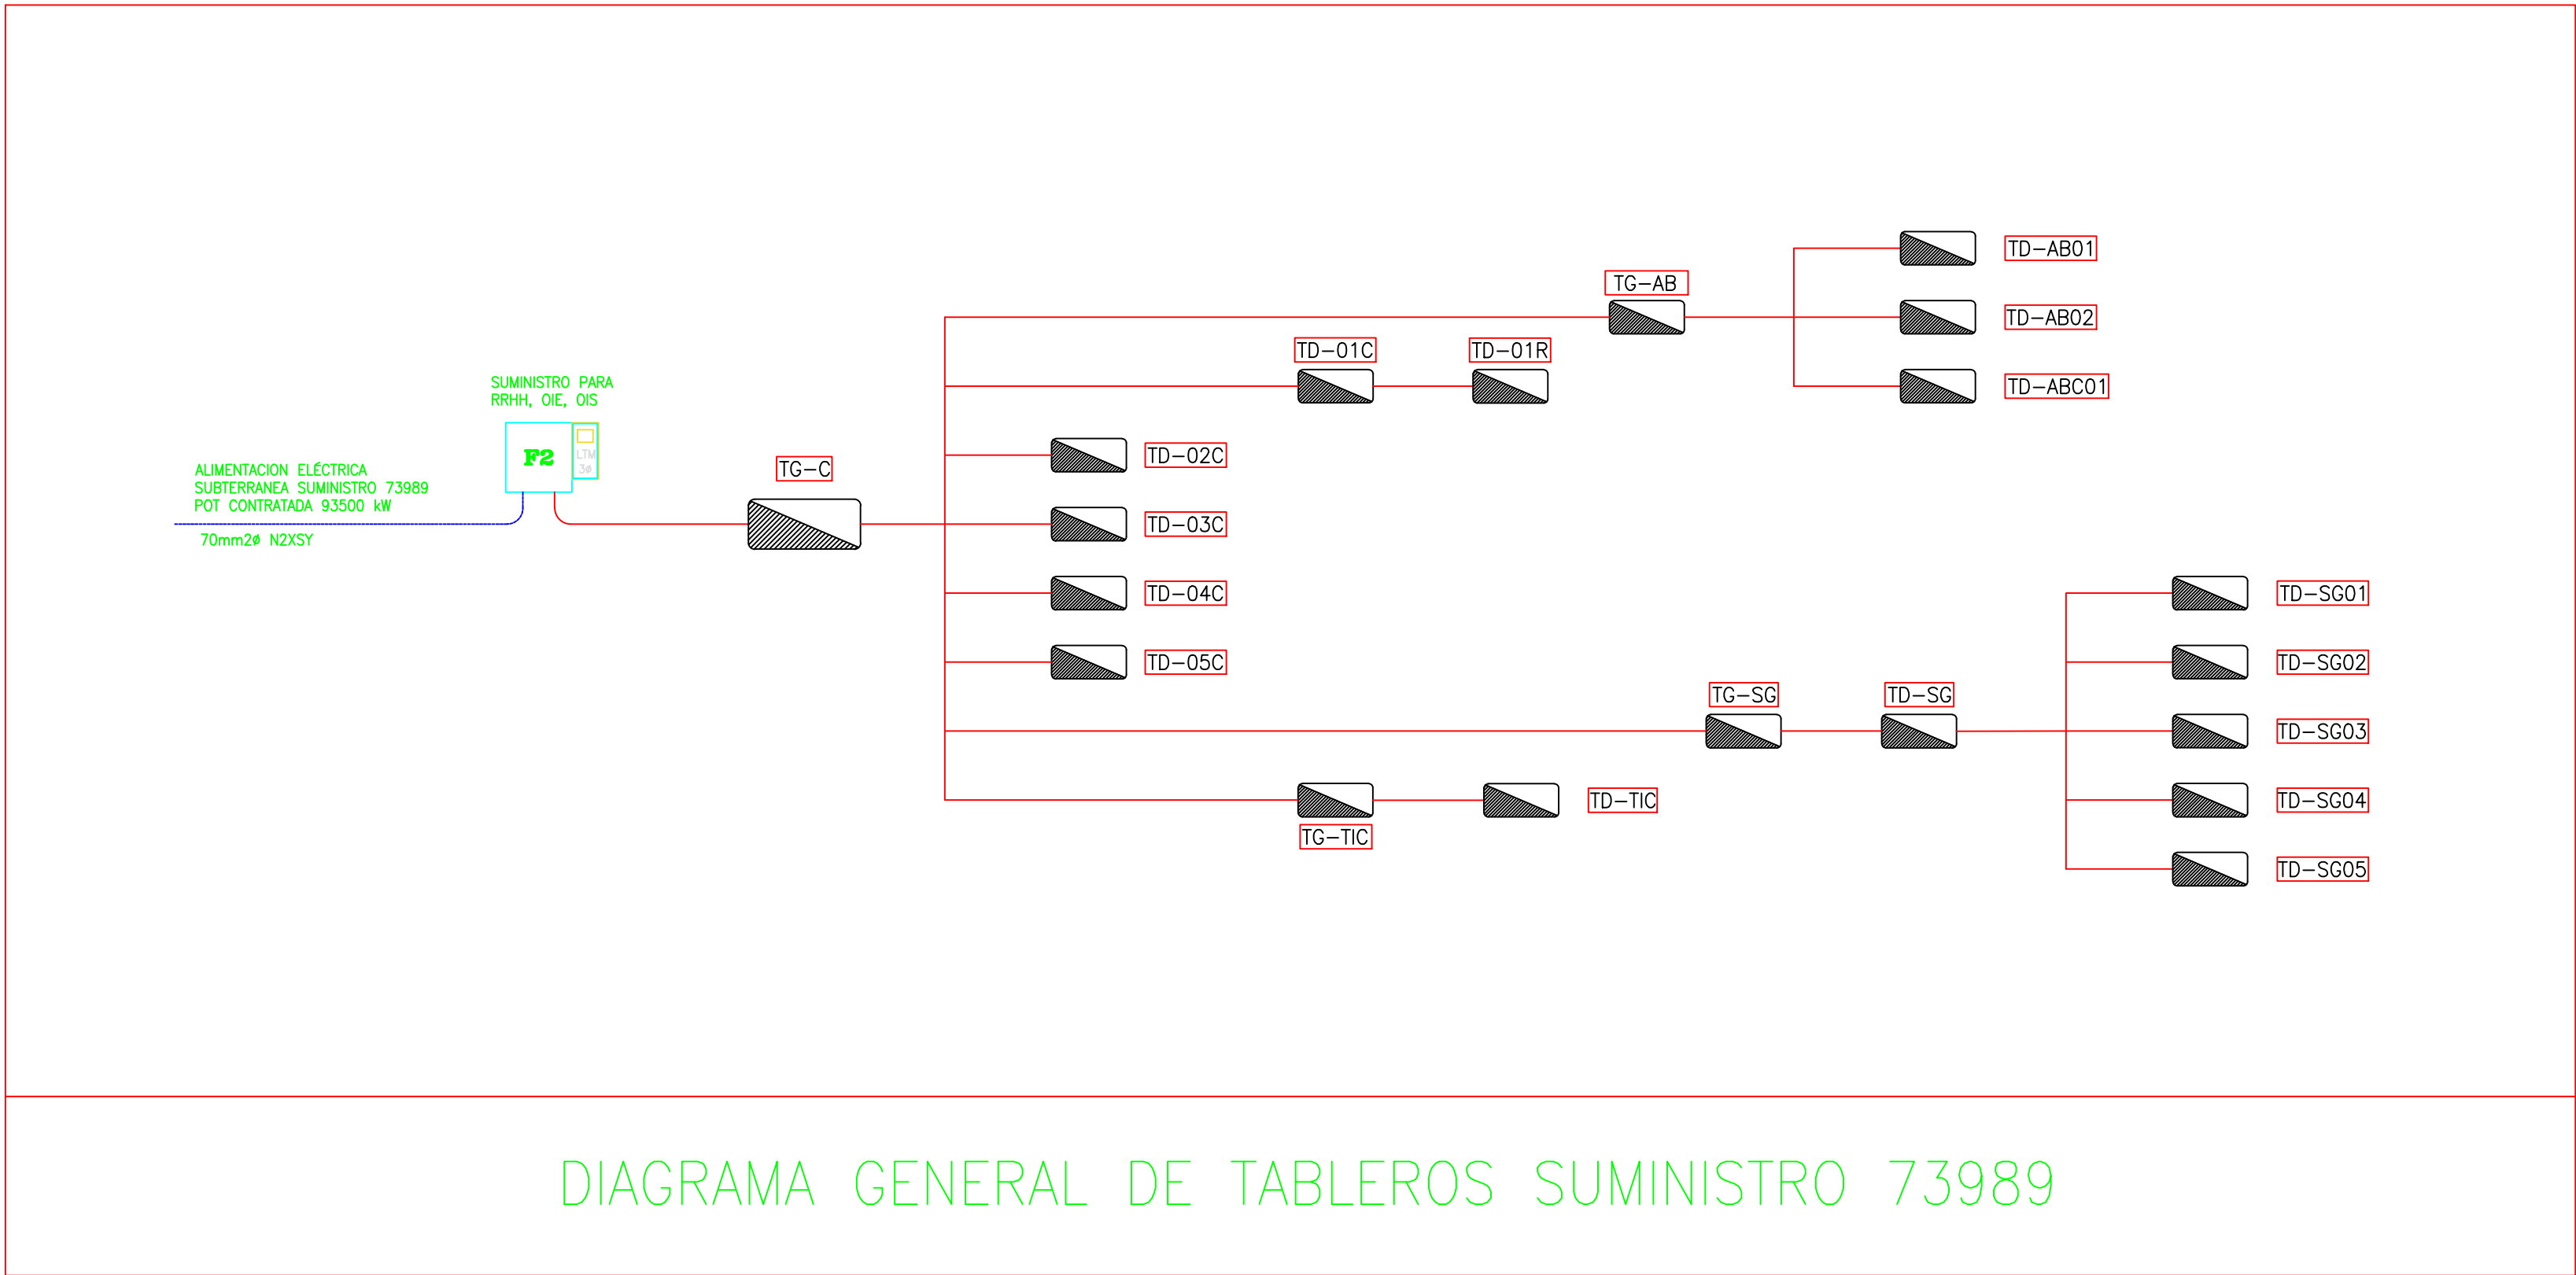 SUMINISTRO PARA
RRHH, OIE, OIS
F2
LTM
3ø
ALIMENTACION ELÉCTRICA
SUBTERRANEA SUMINISTRO 73989
POT CONTRATADA 93500 kW
70mm2ø N2XSY
TG-C
TG-AB
TD-AB01
TD-AB02
TD-ABC01
TD-01C
TD-01R
TD-02C
TD-03C
TD-04C
TD-05C
TG-SG
TD-SG
TD-SG01
TD-SG02
TD-SG03
TD-SG04
TD-SG05
TG-TIC
TD-TIC
DIAGRAMA GENERAL DE TABLEROS SUMINISTRO 73989